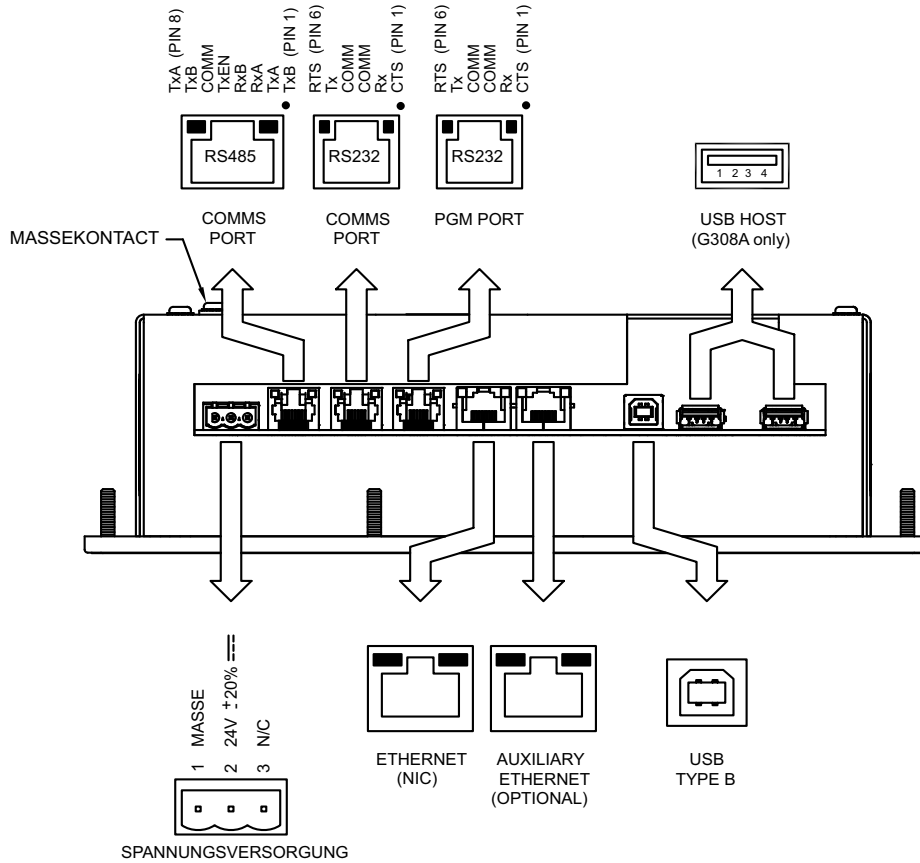 TxA (PIN 8)
TxB
COMM
TxEN
RxB
RxA
TxA
TxB (PIN 1)
RTS (PIN 6)
Tx
COMM
COMM
Rx
CTS (PIN 1)
RTS (PIN 6)
Tx
COMM
COMM
Rx
CTS (PIN 1)
RS485
RS232
RS232
1 2 3 4
COMMS
PORT
COMMS
PORT
PGM PORT
USB HOST
(G308A only)
MASSEKONTACT
1 MASSE
2 24V ±20%
3 N/C
ETHERNET
(NIC)
AUXILIARY
ETHERNET
(OPTIONAL)
USB
TYPE B
SPANNUNGSVERSORGUNG